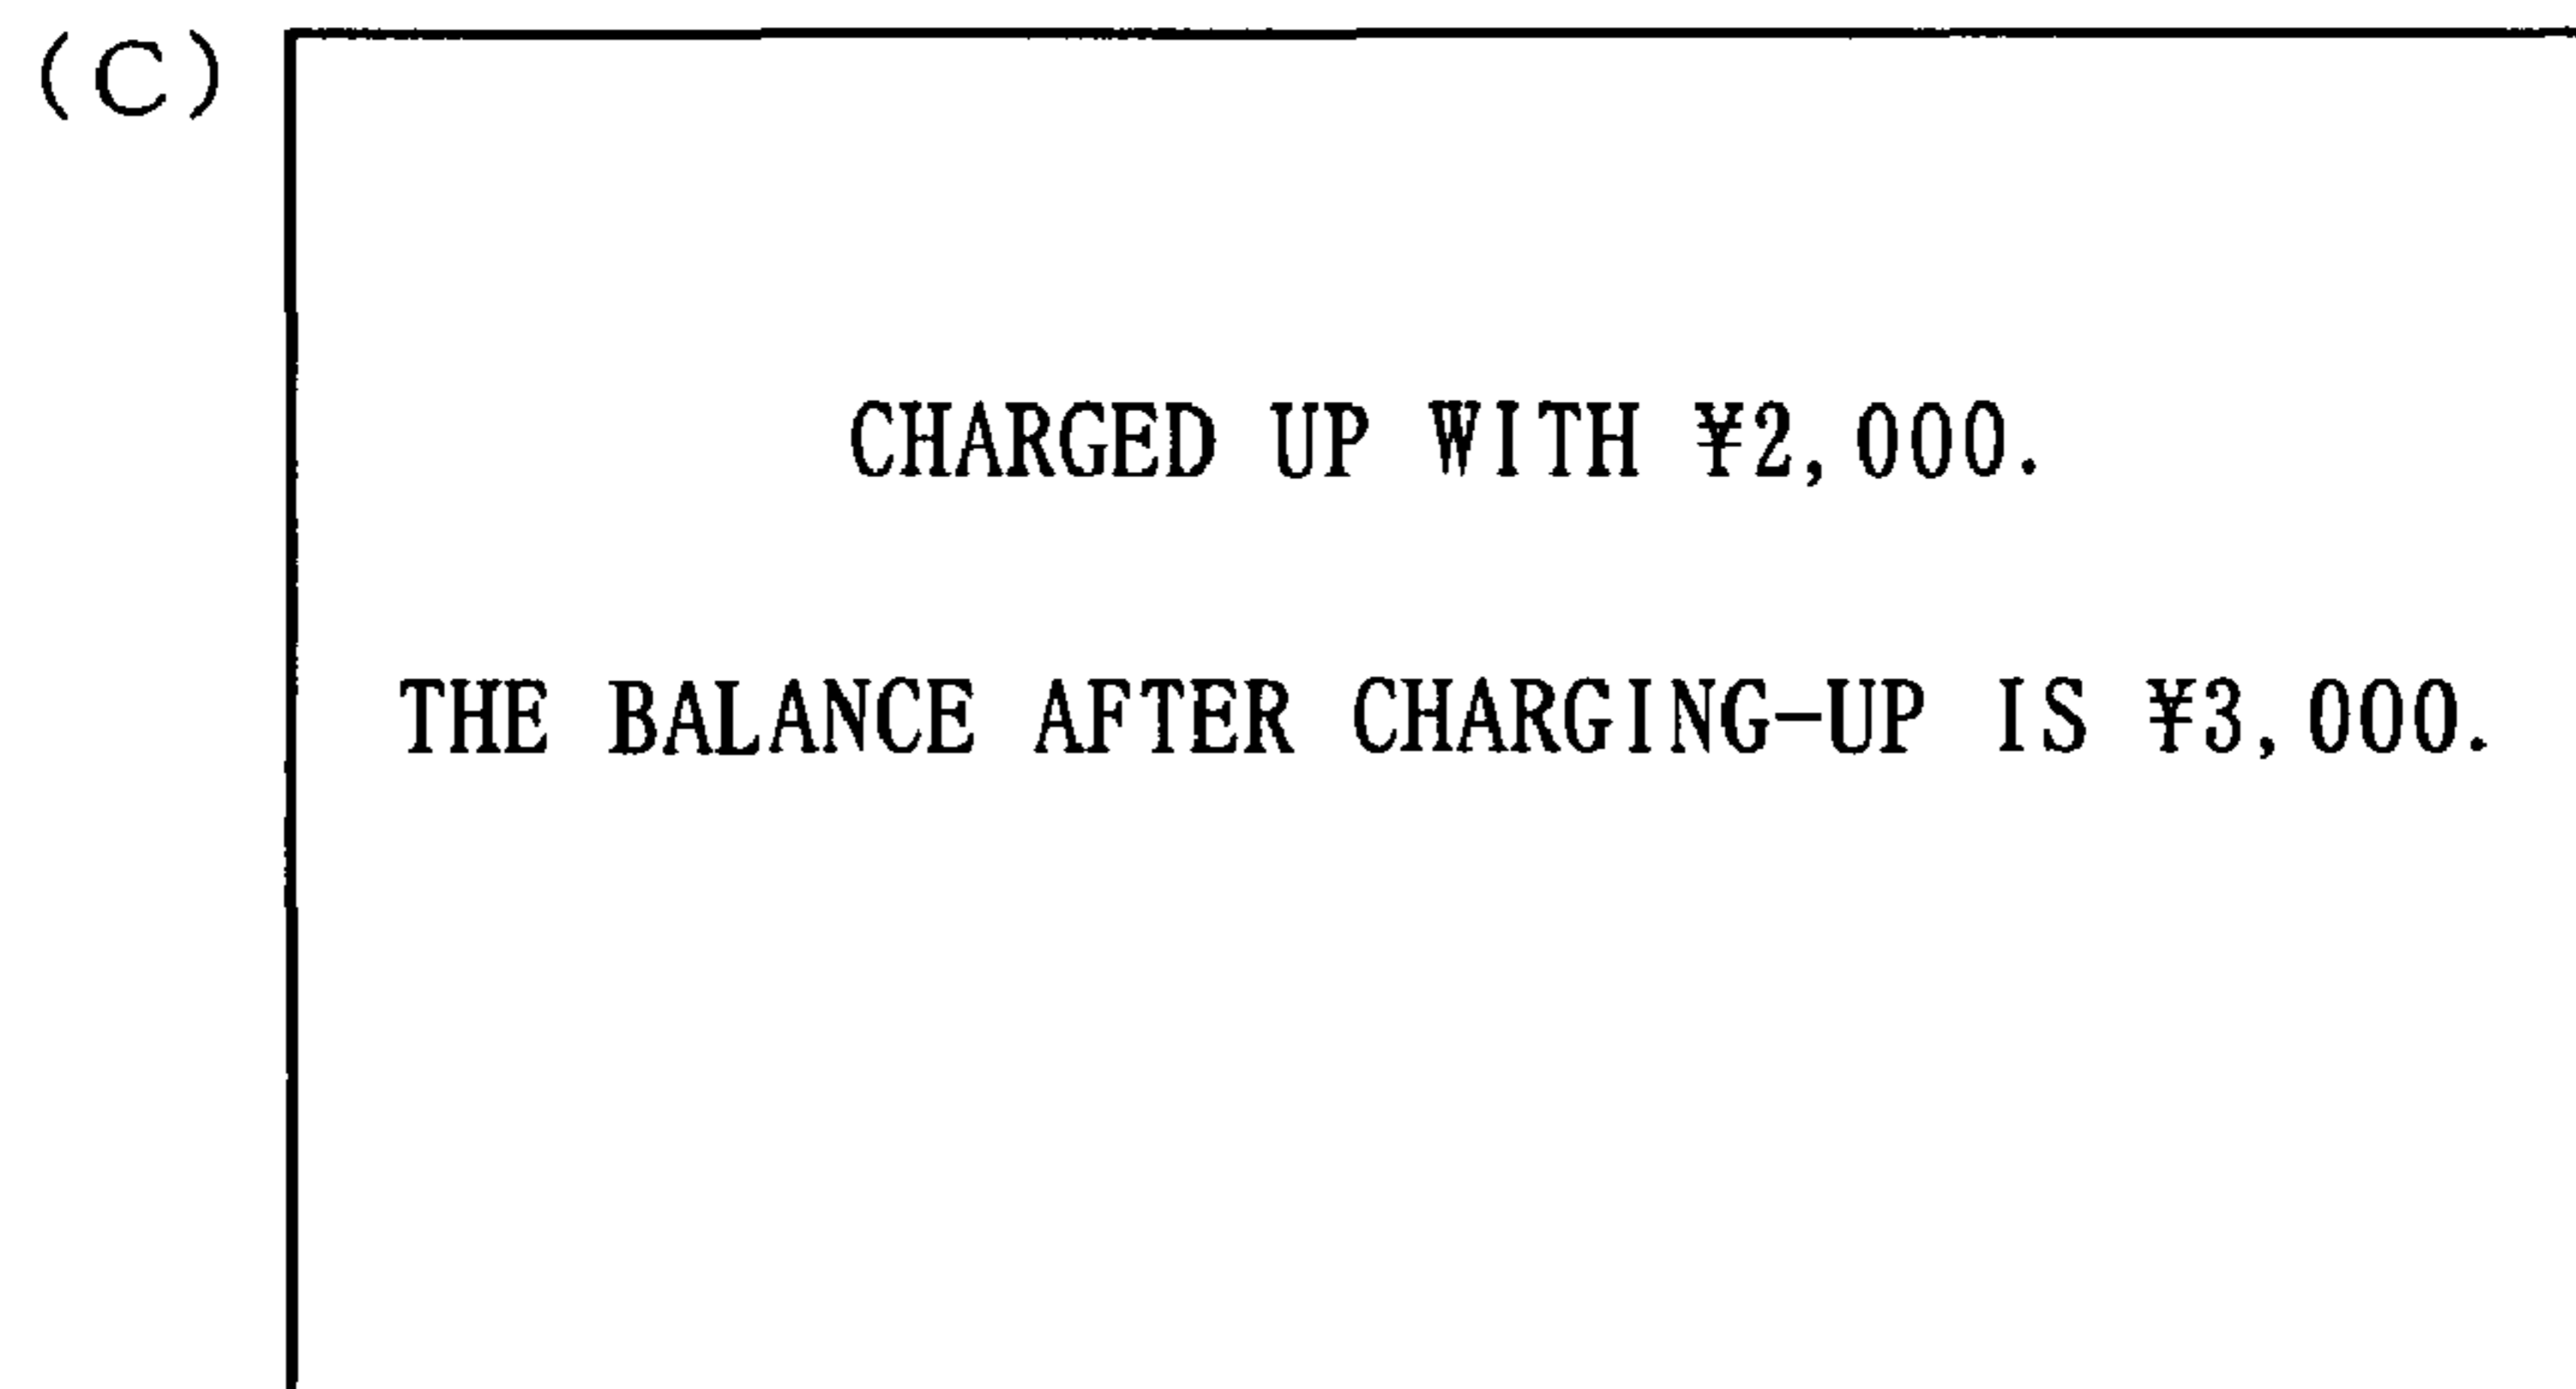 (C)
CHARGED UP WITH ¥2,000.
THE BALANCE AFTER CHARGING-UP IS ¥3,000.